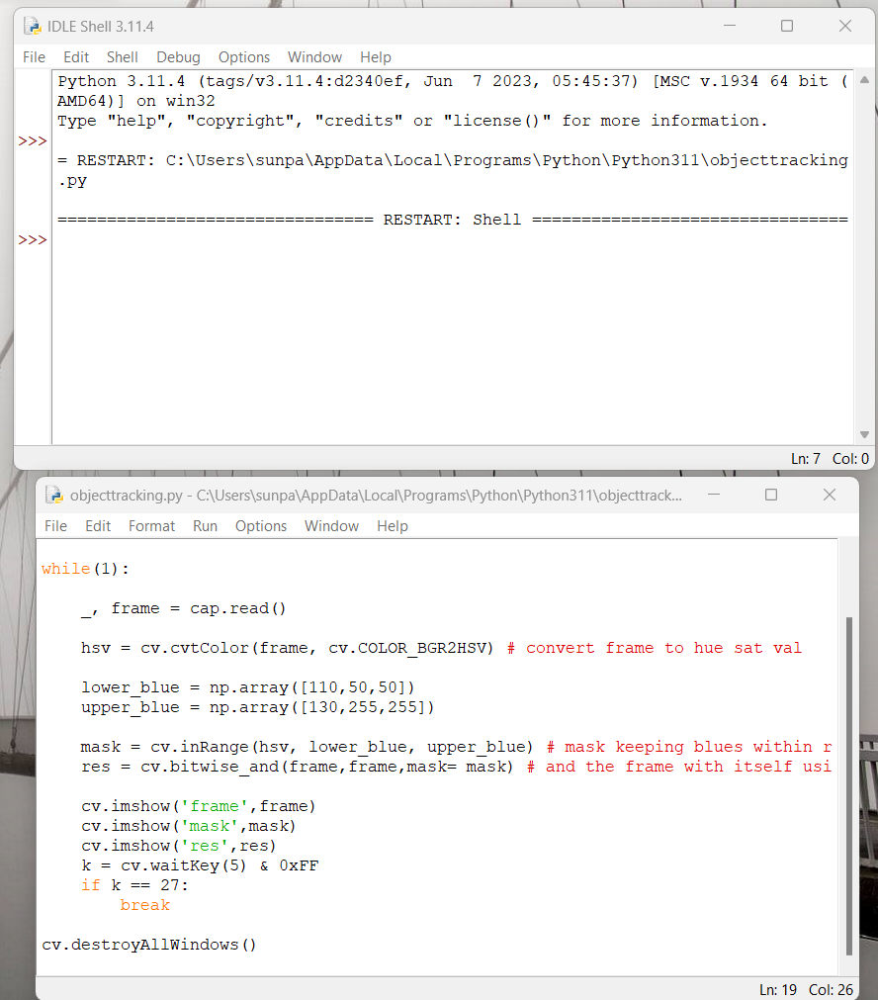 IDLE Shell 3.11.4
File Edit Shell Debug Options Window Help
Python 3.11.4 (tags/v3.11.4:d2340ef, Jun  7 2023, 05:45:37) [MSC v.1934 64 bit (
AMD64)] on win32
Type "help", "copyright", "credits" or "license()" for more information.
>>>
= RESTART: C:\Users\sunpa\AppData\Local\Programs\Python\Python311\objecttracking
.py
================================ RESTART: Shell ================================
>>>
Ln: 7 Col: 0
objecttracking.py - C:\Users\sunpa\AppData\Local\Programs\Python\Python311\objecttrack...
File Edit Format Run Options Window Help
while(1):
    _, frame = cap.read()
    hsv = cv.cvtColor(frame, cv.COLOR_BGR2HSV) # convert frame to hue sat val
    lower_blue = np.array([110,50,50])
    upper_blue = np.array([130,255,255])
    mask = cv.inRange(hsv, lower_blue, upper_blue) # mask keeping blues within r
    res = cv.bitwise_and(frame,frame,mask= mask) # and the frame with itself usi
    cv.imshow('frame',frame)
    cv.imshow('mask',mask)
    cv.imshow('res',res)
    k = cv.waitKey(5) & 0xFF
    if k == 27:
        break
cv.destroyAllWindows()
Ln: 19 Col: 26